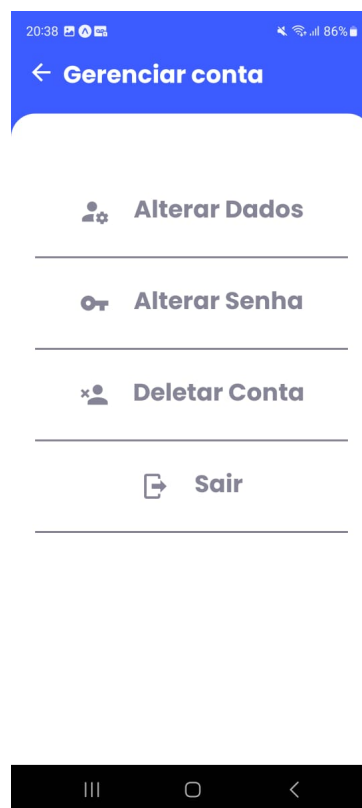 20:38
86%
Gerenciar conta
Alterar Dados
Alterar Senha
Deletar Conta
Sair